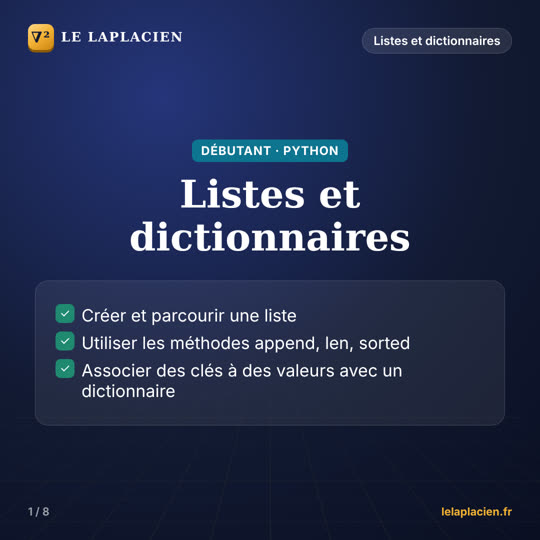 ∇² LE LAPLACIEN
Listes et dictionnaires
DÉBUTANT · PYTHON
Listes et
dictionnaires
Créer et parcourir une liste
Utiliser les méthodes append, len, sorted
Associer des clés à des valeurs avec un
dictionnaire
1 / 8
lelaplacien.fr